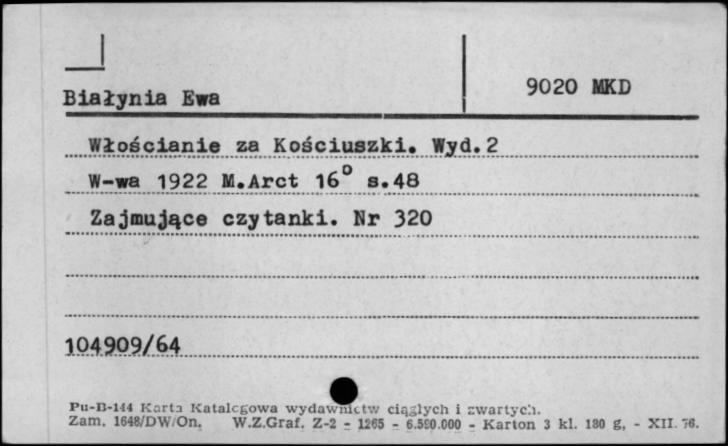 9020 MKD
Białynia Ewa
Włościanie za Kościuszki. Wyd.2
W-wa 1922 M.Arct 16° s.48
Zajmujące czytanki. Nr 320
104909/64
Pu-B-144 Karta Katalogowa wydawnictw ciągłych i zwartych.
Zam. 1648/DW/On. W.Z.Graf. Z-2 - 1265 - 6.590.000 - Karton 3 kl. 180 g, - XII. 76.